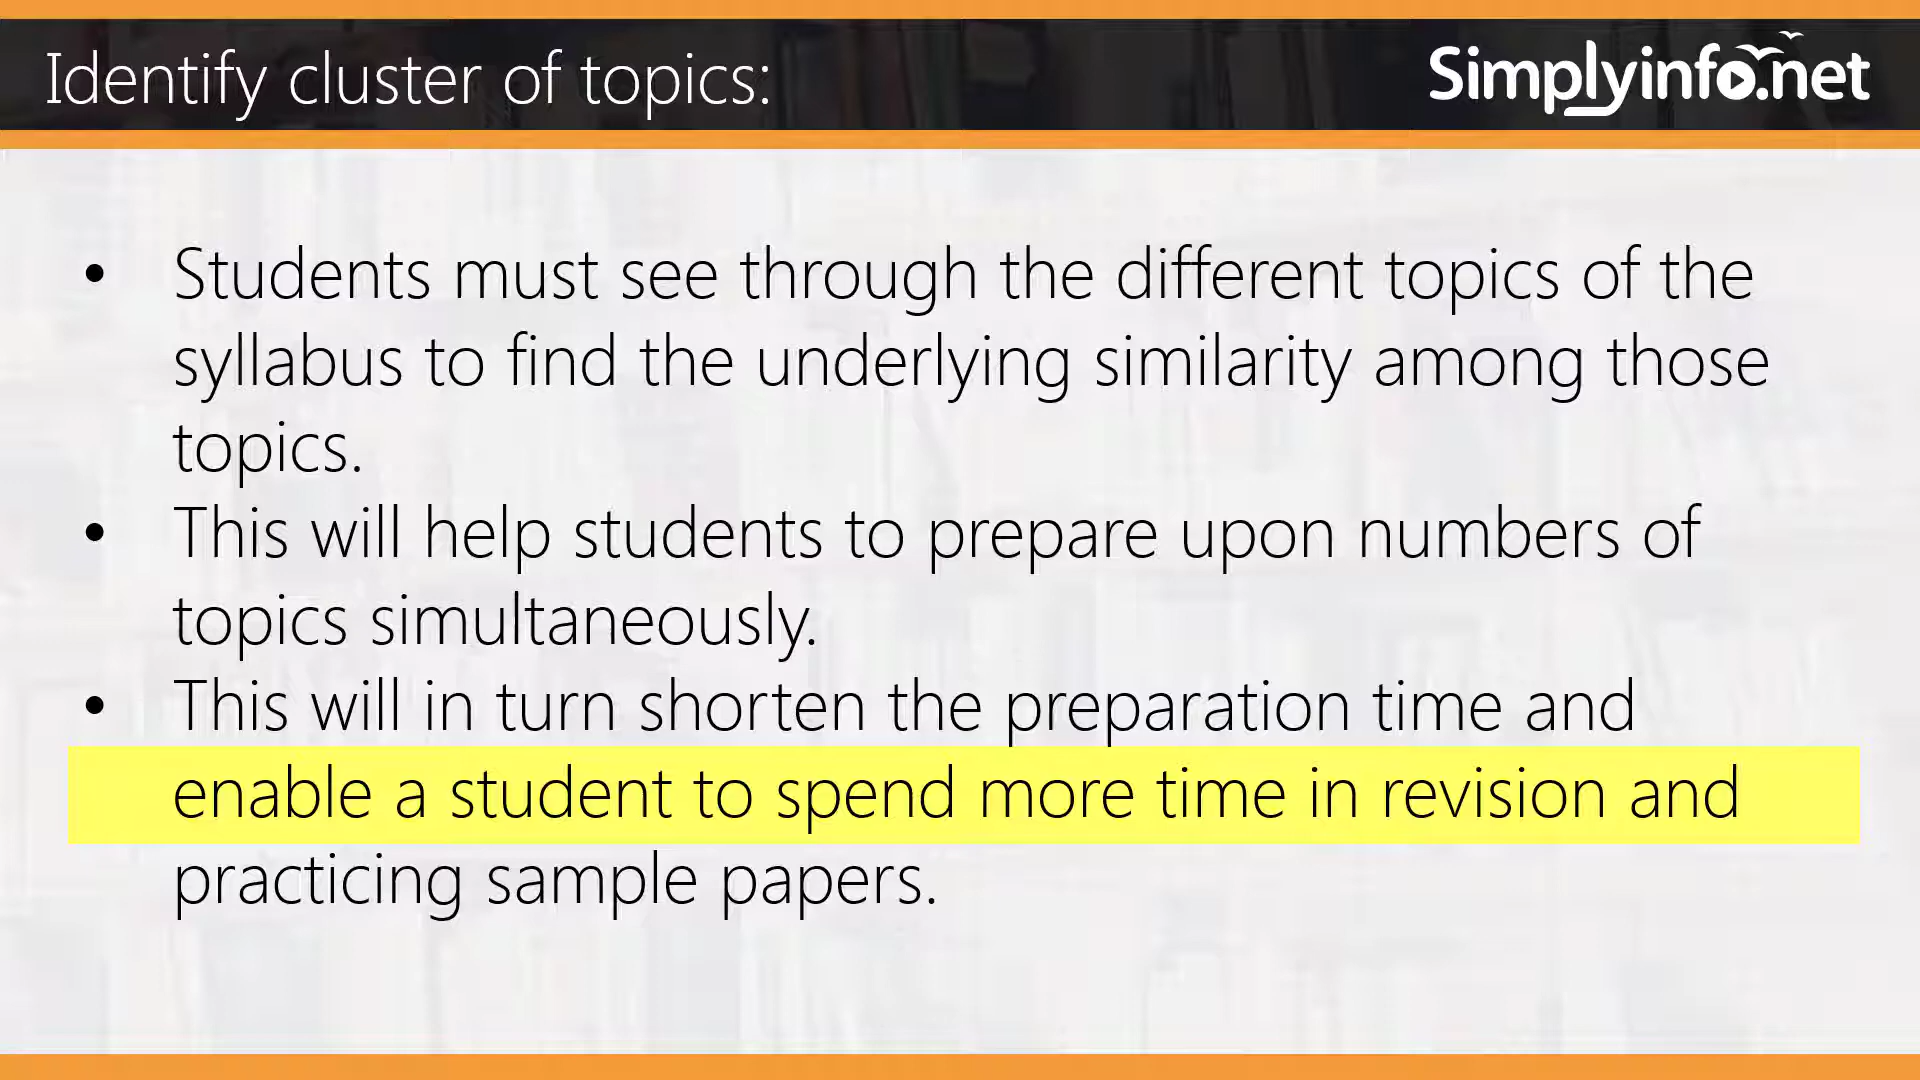 Identify cluster of topics:
Simplyinfo.net
• Students must see through the different topics of the
syllabus to find the underlying similarity among those
topics.
• This will help students to prepare upon numbers of
topics simultaneously.
• This will in turn shorten the preparation time and
enable a student to spend more time in revision and
practicing sample papers.